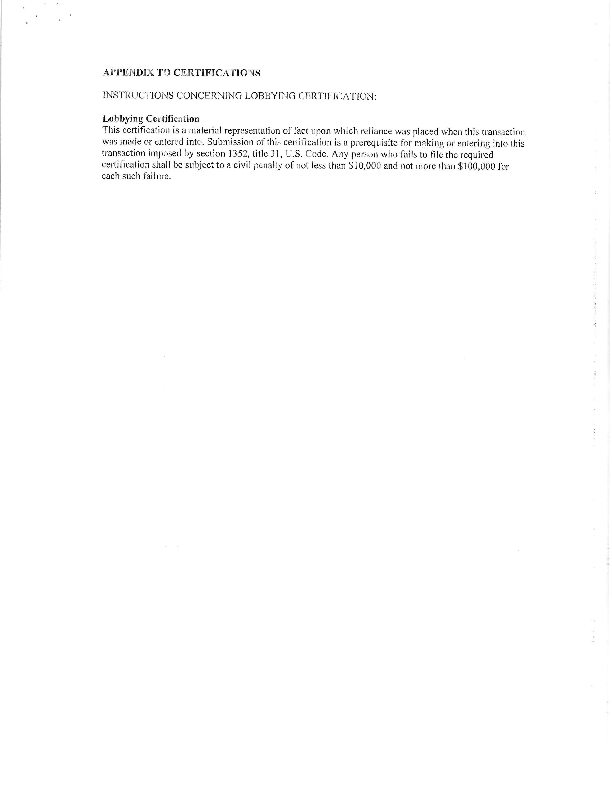 APPENDIX TO CERTIFICATIONS
INSTRUCTIONS CONCERNING LOBBYING CERTIFICATION:
Lobbying Certification
This certification is a material representation of fact upon which reliance was placed when this transaction
was made or entered into. Submission of this certification is a prerequisite for making or entering into this
transaction imposed by section 1352, title 31, U.S. Code. Any person who fails to file the required
certification shall be subject to a civil penalty of not less than $10,000 and not more than $100,000 for
each such failure.